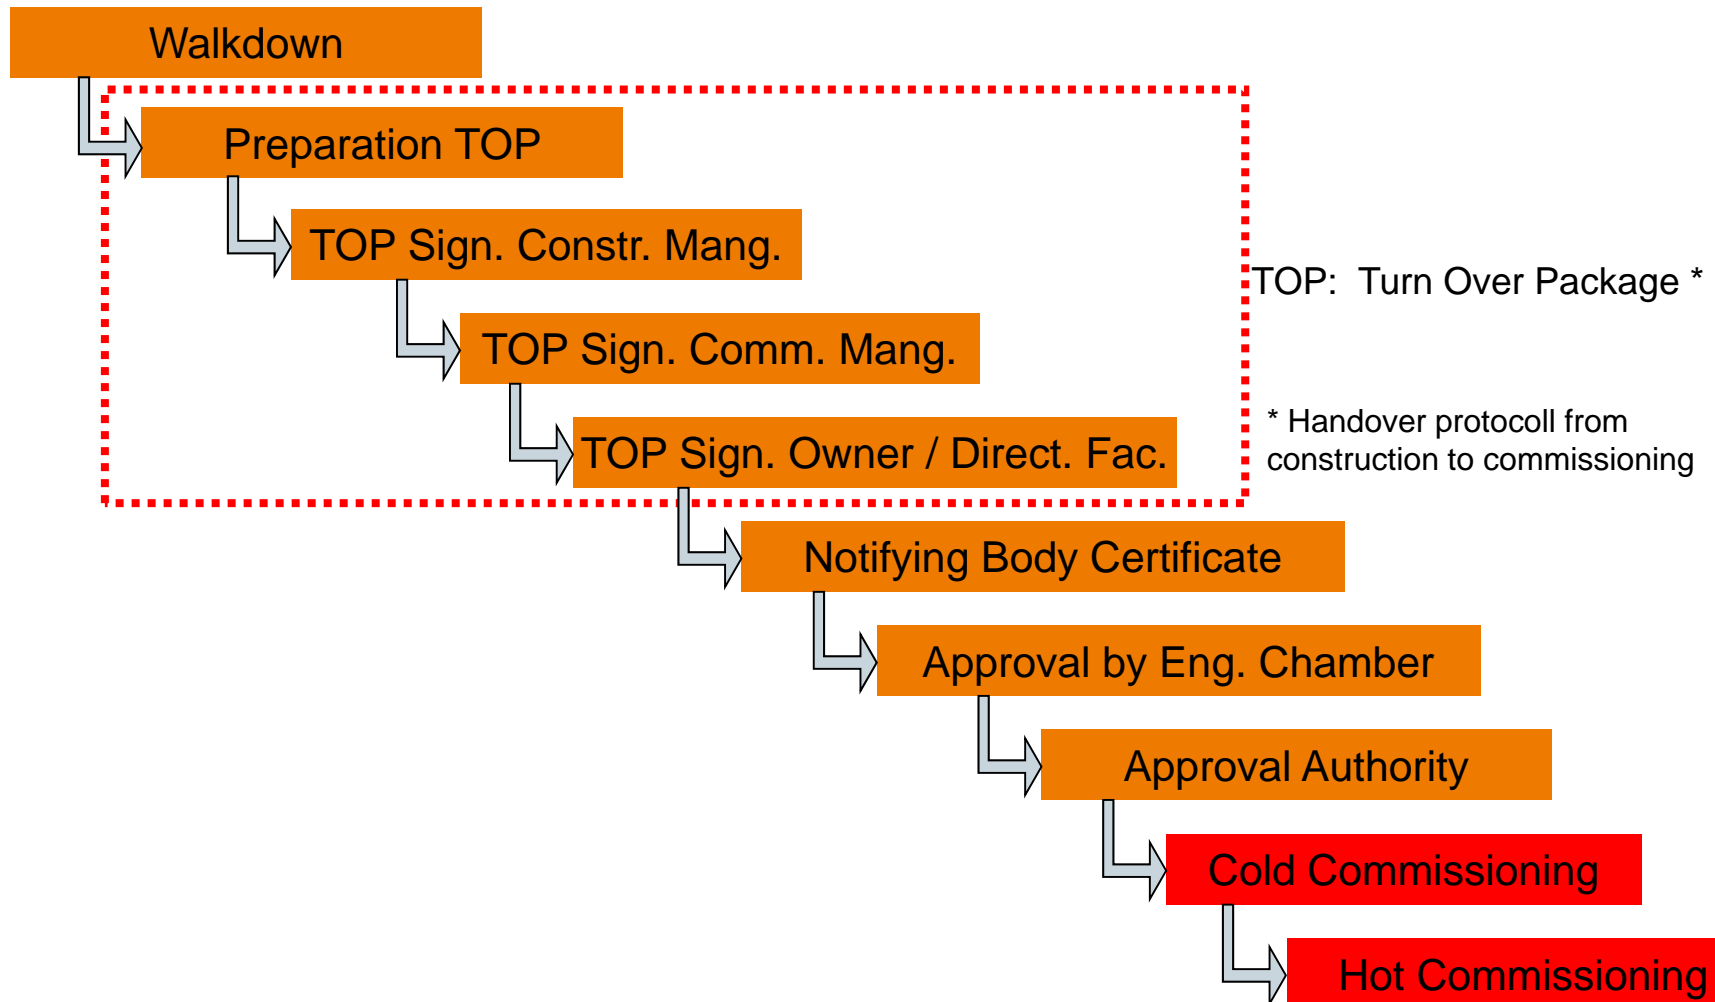 Walkdown
Preparation TOP
TOP Sign. Constr. Mang.
TOP: Turn Over Package *
TOP Sign. Comm. Mang.
* Handover protocoll from
construction to commissioning
TOP Sign. Owner / Direct. Fac.
Notifying Body Certificate
Approval by Eng. Chamber
Approval Authority
Cold Commissioning
Hot Commissioning